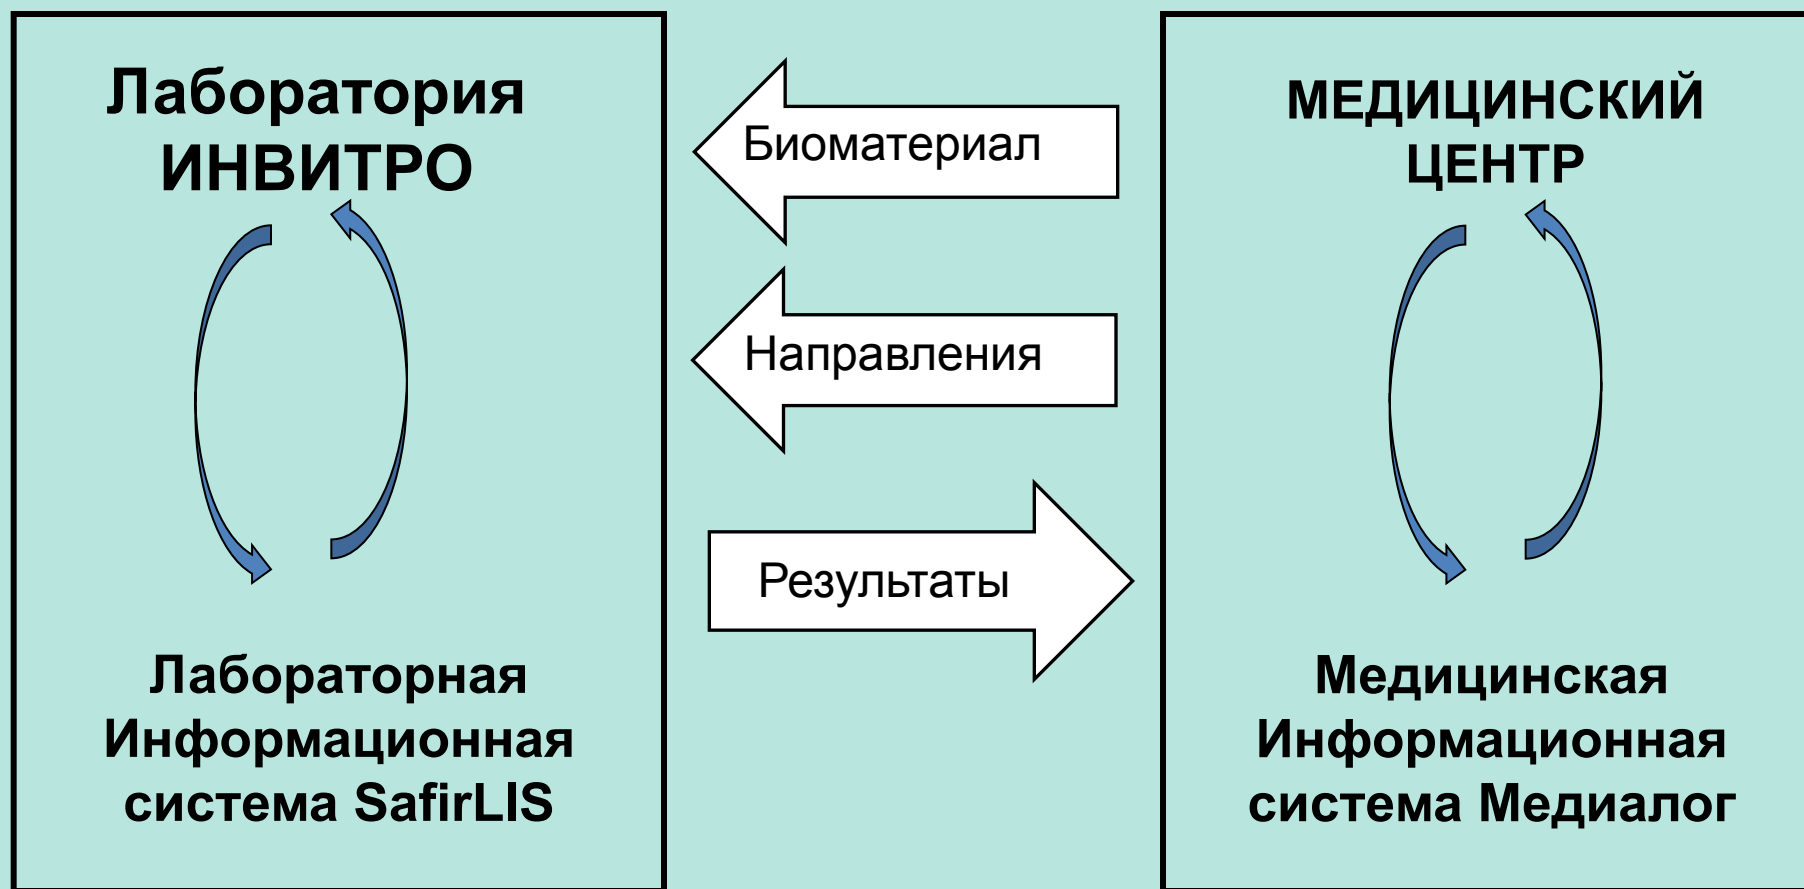 Лаборатория
ИНВИТРО
Лабораторная
Информационная
система SafirLIS
Биоматериал
Направления
Результаты
МЕДИЦИНСКИЙ
ЦЕНТР
Медицинская
Информационная
система Медиалог